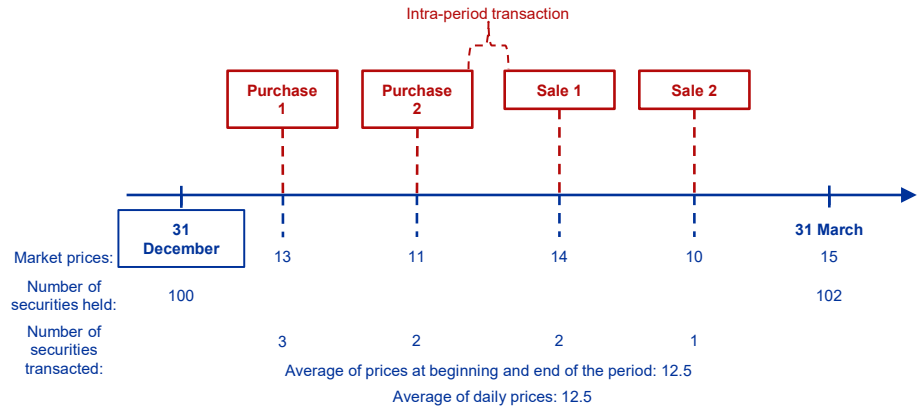 Intra-period transaction
Purchase
1
Purchase
2
Sale 1
Sale 2
31
December
31 March
Market prices:
13
11
14
10
15
Number of
securities held:
100
102
Number of
securities
transacted:
3
2
2
1
Average of prices at beginning and end of the period: 12.5
Average of daily prices: 12.5